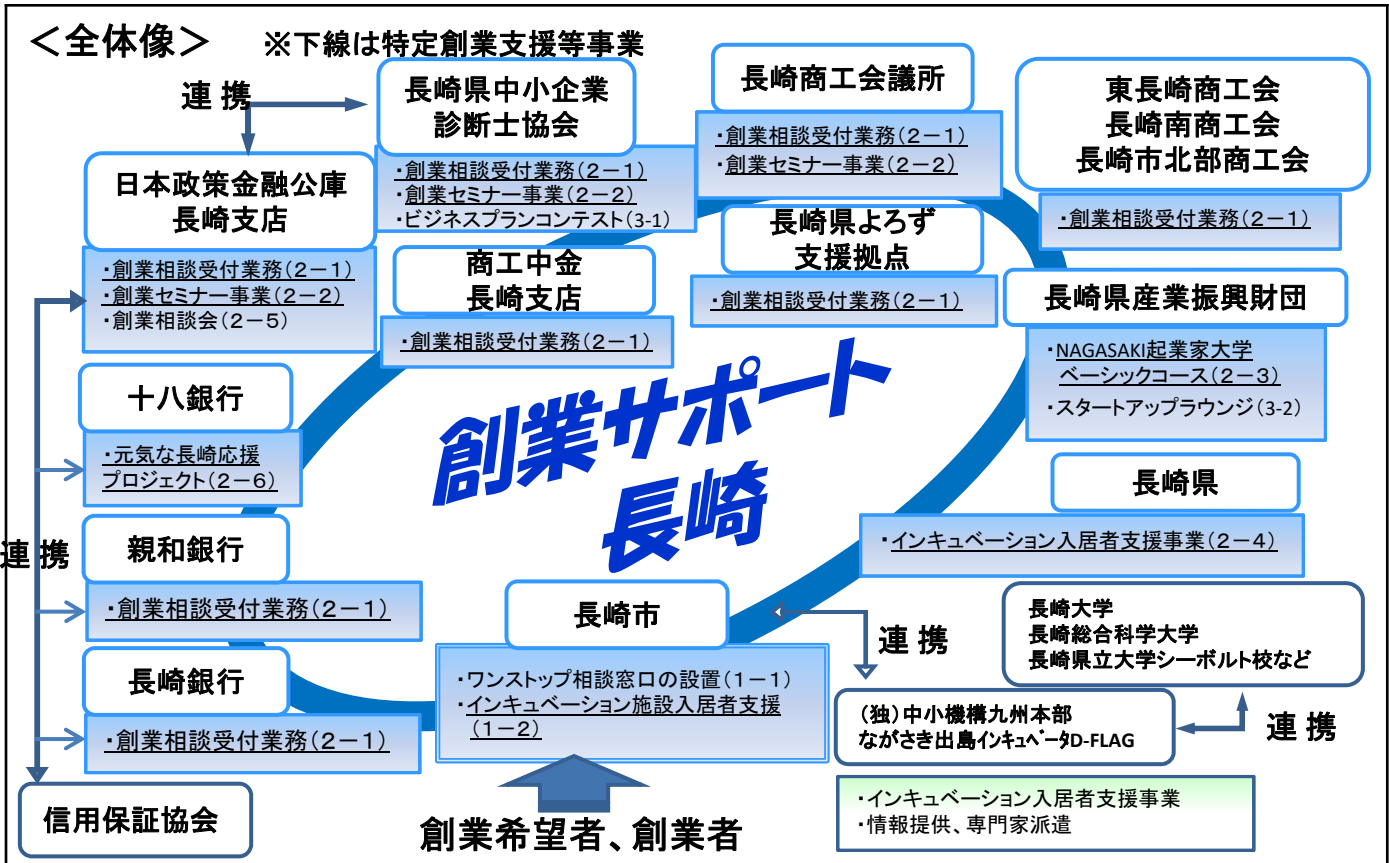 ＜全体像＞　※下線は特定創業支援等事業
連 携
長崎県中小企業
診断士協会
・創業相談受付業務(２－１)
・創業セミナー事業(２－２)
・ビジネスプランコンテスト(3-1)
長崎商工会議所
・創業相談受付業務(２－１)
・創業セミナー事業(２－２)
東長崎商工会
長崎南商工会
長崎市北部商工会
・創業相談受付業務(２－１)
日本政策金融公庫
長崎支店
・創業相談受付業務(２－１)
・創業セミナー事業(２－２)
・創業相談会(２－５)
商工中金
長崎支店
・創業相談受付業務(２－１)
長崎県よろず
支援拠点
・創業相談受付業務(２－１)
長崎県産業振興財団
・NAGASAKI起業家大学
ベーシックコース(２－３)
・スタートアップラウンジ(3-2)
十八銀行
・元気な長崎応援
プロジェクト(２－６)
創業サポート
長崎
長崎県
・インキュベーション入居者支援事業(２－４)
連 携
親和銀行
・創業相談受付業務(２－１)
長崎市
・ワンストップ相談窓口の設置(１－１)
・インキュベーション施設入居者支援
(１－２)
連 携
長崎大学
長崎総合科学大学
長崎県立大学シーボルト校など
長崎銀行
・創業相談受付業務(２－１)
（独）中小機構九州本部
ながさき出島インキュベータD-FLAG
連 携
・インキュベーション入居者支援事業
・情報提供、専門家派遣
信用保証協会
創業希望者、創業者